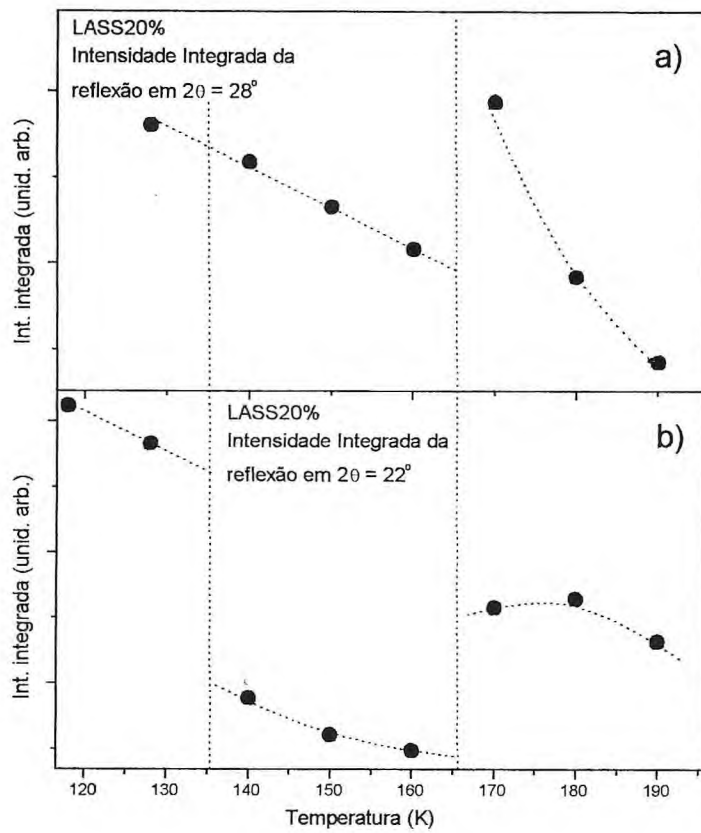 LASS20%
Intensidade Integrada da
reflexão em 2θ = 28°
a)
Int. integrada (unid. arb.)
LASS20%
Intensidade Integrada da
reflexão em 2θ = 22°
b)
Int. integrada (unid. arb.)
120 130 140 150 160 170 180 190
Temperatura (K)